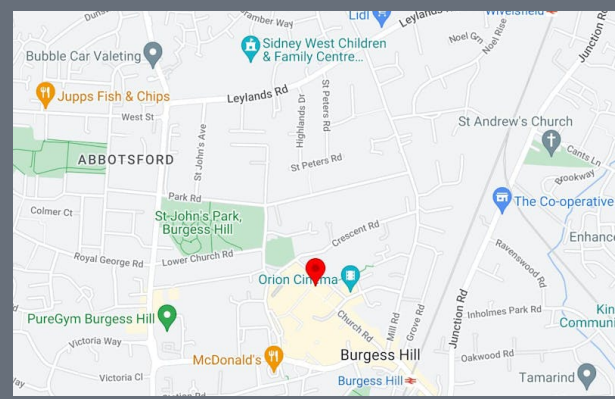 Lidl
Leylands
Wivelsfield
Noel Grn
Noel Rise
Junction R
Sidney West Children
& Family Centre...
Bubble Car Valeting
Jupps Fish & Chips
Leylands Rd
West St
St John's Ave
Highlands Dr
St Peters Rd
St Andrew's Church
Cants Ln
Brookway
ABBOTSFORD
St Peters Rd
Park Rd
The Co-operative
Colmer Ct
St John's Park,
Burgess Hill
Crescent Rd
Enhance
Royal George Rd
Lower Church Rd
Ravenswood Rd
Orion Cinema
Junction Rd
Inholmes Park Rd
Kin
Communi
PureGym Burgess Hill
Church Rd
Mill Rd
Grove Rd
Victoria Way
McDonald's
Burgess Hill
Oakwood Rd
Victoria Cl
Burgess Hill
Tamarind